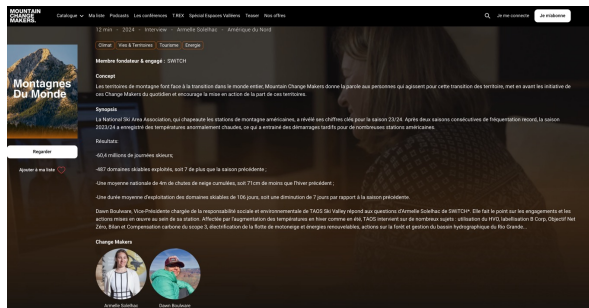 MOUNTAIN
CHANGE
MAKERS.
Catalogue Ma liste Podcasts Les conférences T.REX Spécial Espaces Valléens Teaser Nos offres
Je me connecte
Je m'abonne
12 min - 2024 - Interview - Armelle Solelhac - Amérique du Nord
Climat
Vies & Territoires
Tourisme
Energie
Montagnes
Du Monde
Regarder
Ajouter à ma liste
Membre fondateur & engagé : SWITCH
Concept
Les territoires de montagne font face à la transition dans le monde entier, Mountain Change Makers donne la parole aux personnes qui agissent pour cette transition des territoire, met en avant les initiative de
ces Change Makers du quotidien et encourage la mise en action de la part de ces territoires.
Synopsis
La National Ski Area Association, qui chapeaute les stations de montagne américaines, a révélé ses chiffres clés pour la saison 23/24. Après deux saisons consécutives de fréquentation record, la saison
2023/24 a enregistré des températures anormalement chaudes, ce qui a entrainé des démarrages tardifs pour de nombreuses stations américaines.
Résultats:
-60,4 millions de journées skieurs;
-487 domaines skiables exploités, soit 7 de plus que la saison précédente ;
-Une moyenne nationale de 4m de chutes de neige cumulées, soit 71cm de moins que l'hiver précédent ;
-Une durée moyenne d'exploitation des domaines skiables de 106 jours, soit une diminution de 7 jours par rapport à la saison précédente.
Dawn Boulware, Vice-Présidente chargée de la responsabilité sociale et environnementale de TAOS Ski Valley répond aux questions d'Armelle Solelhac de SWITCH®. Elle fait le point sur les engagements et les
actions mises en œuvre au sein de sa station. Affectée par l'augmentation des températures en hiver comme en été, TAOS intervient sur de nombreux sujets : utilisation du HVO, labellisation B Corp, Objectif Net
Zéro, Bilan et Compensation carbone du scope 3, électrification de la flotte de motoneige et énergies renouvelables, actions sur la forêt et gestion du bassin hydrographique du Rio Grande...
Change Makers
Armelle Solelhac
Dawn Boulware